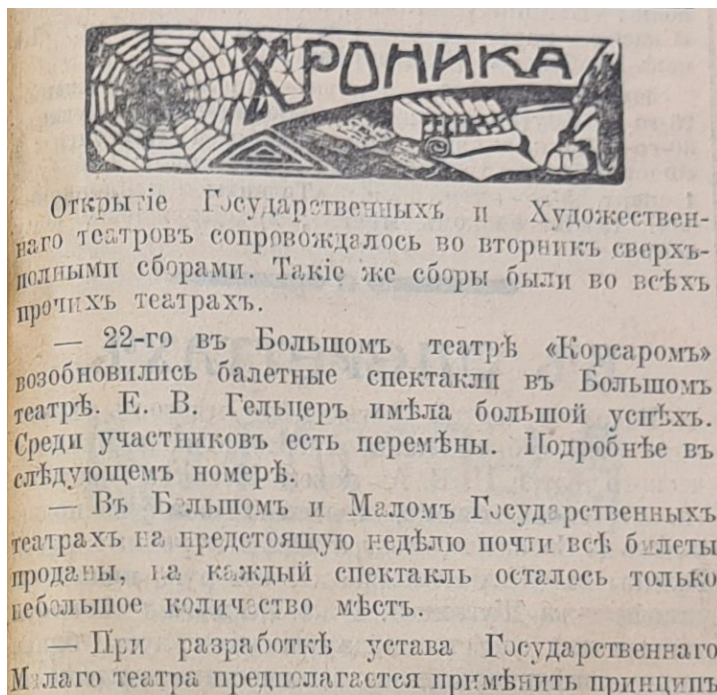 ХРОНИКА
Открытіе Государственныхъ и Художествен-
наго театровъ сопровождалось во вторник сверхъ-
полными сборами. Такіе же сборы были во всѣхъ
прочихъ театрахъ.
— 22-го въ Большомъ театрѣ «Корсаромъ»
возобновились балетные спектакли въ Большомъ
театрѣ. Е. В. Гельцеръ имѣла большой успѣхъ.
Среди участниковъ есть перемѣны. Подробнѣе въ
слѣдующемъ номерѣ.
— Въ Большомъ и Маломъ Государственныхъ
театрахъ на предстоящую недѣлю почти всѣ билеты
проданы, на каждый спектакль осталось только
небольшое количество мѣстъ.
— При разработкѣ устава Государственнаго
Малаго театра предполагается примѣнить принципъ